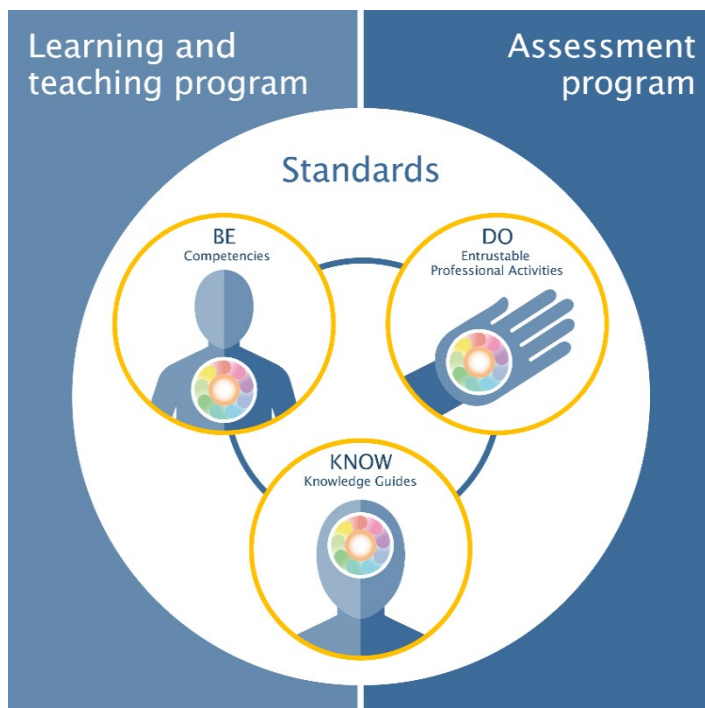 Learning and
teaching program
Assessment
program
Standards
BE
Competencies
DO
Entrustable
Professional Activities
KNOW
Knowledge Guides